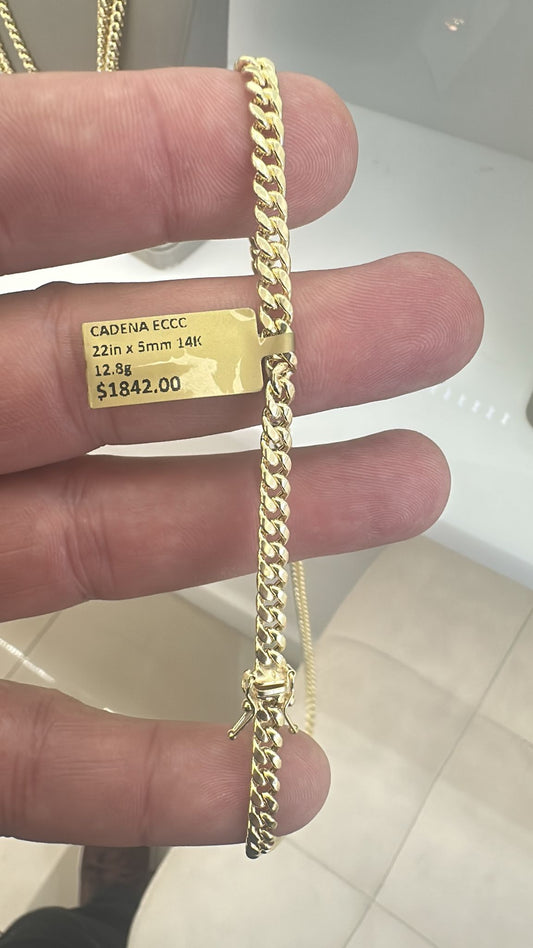 CADENA ECCC
22in x 5mm 14K
12.8g
$1842.00